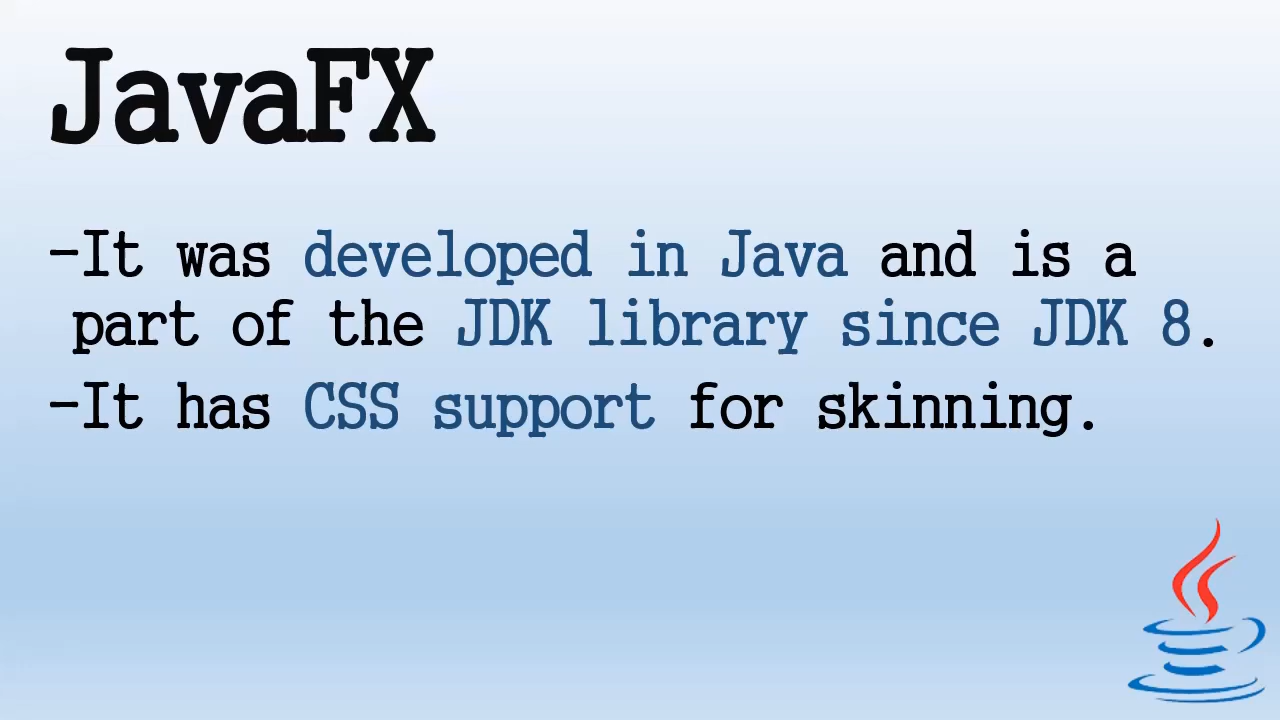 JavaFX
-It was developed in Java and is a
part of the JDK library since JDK 8.
-It has CSS support for skinning.